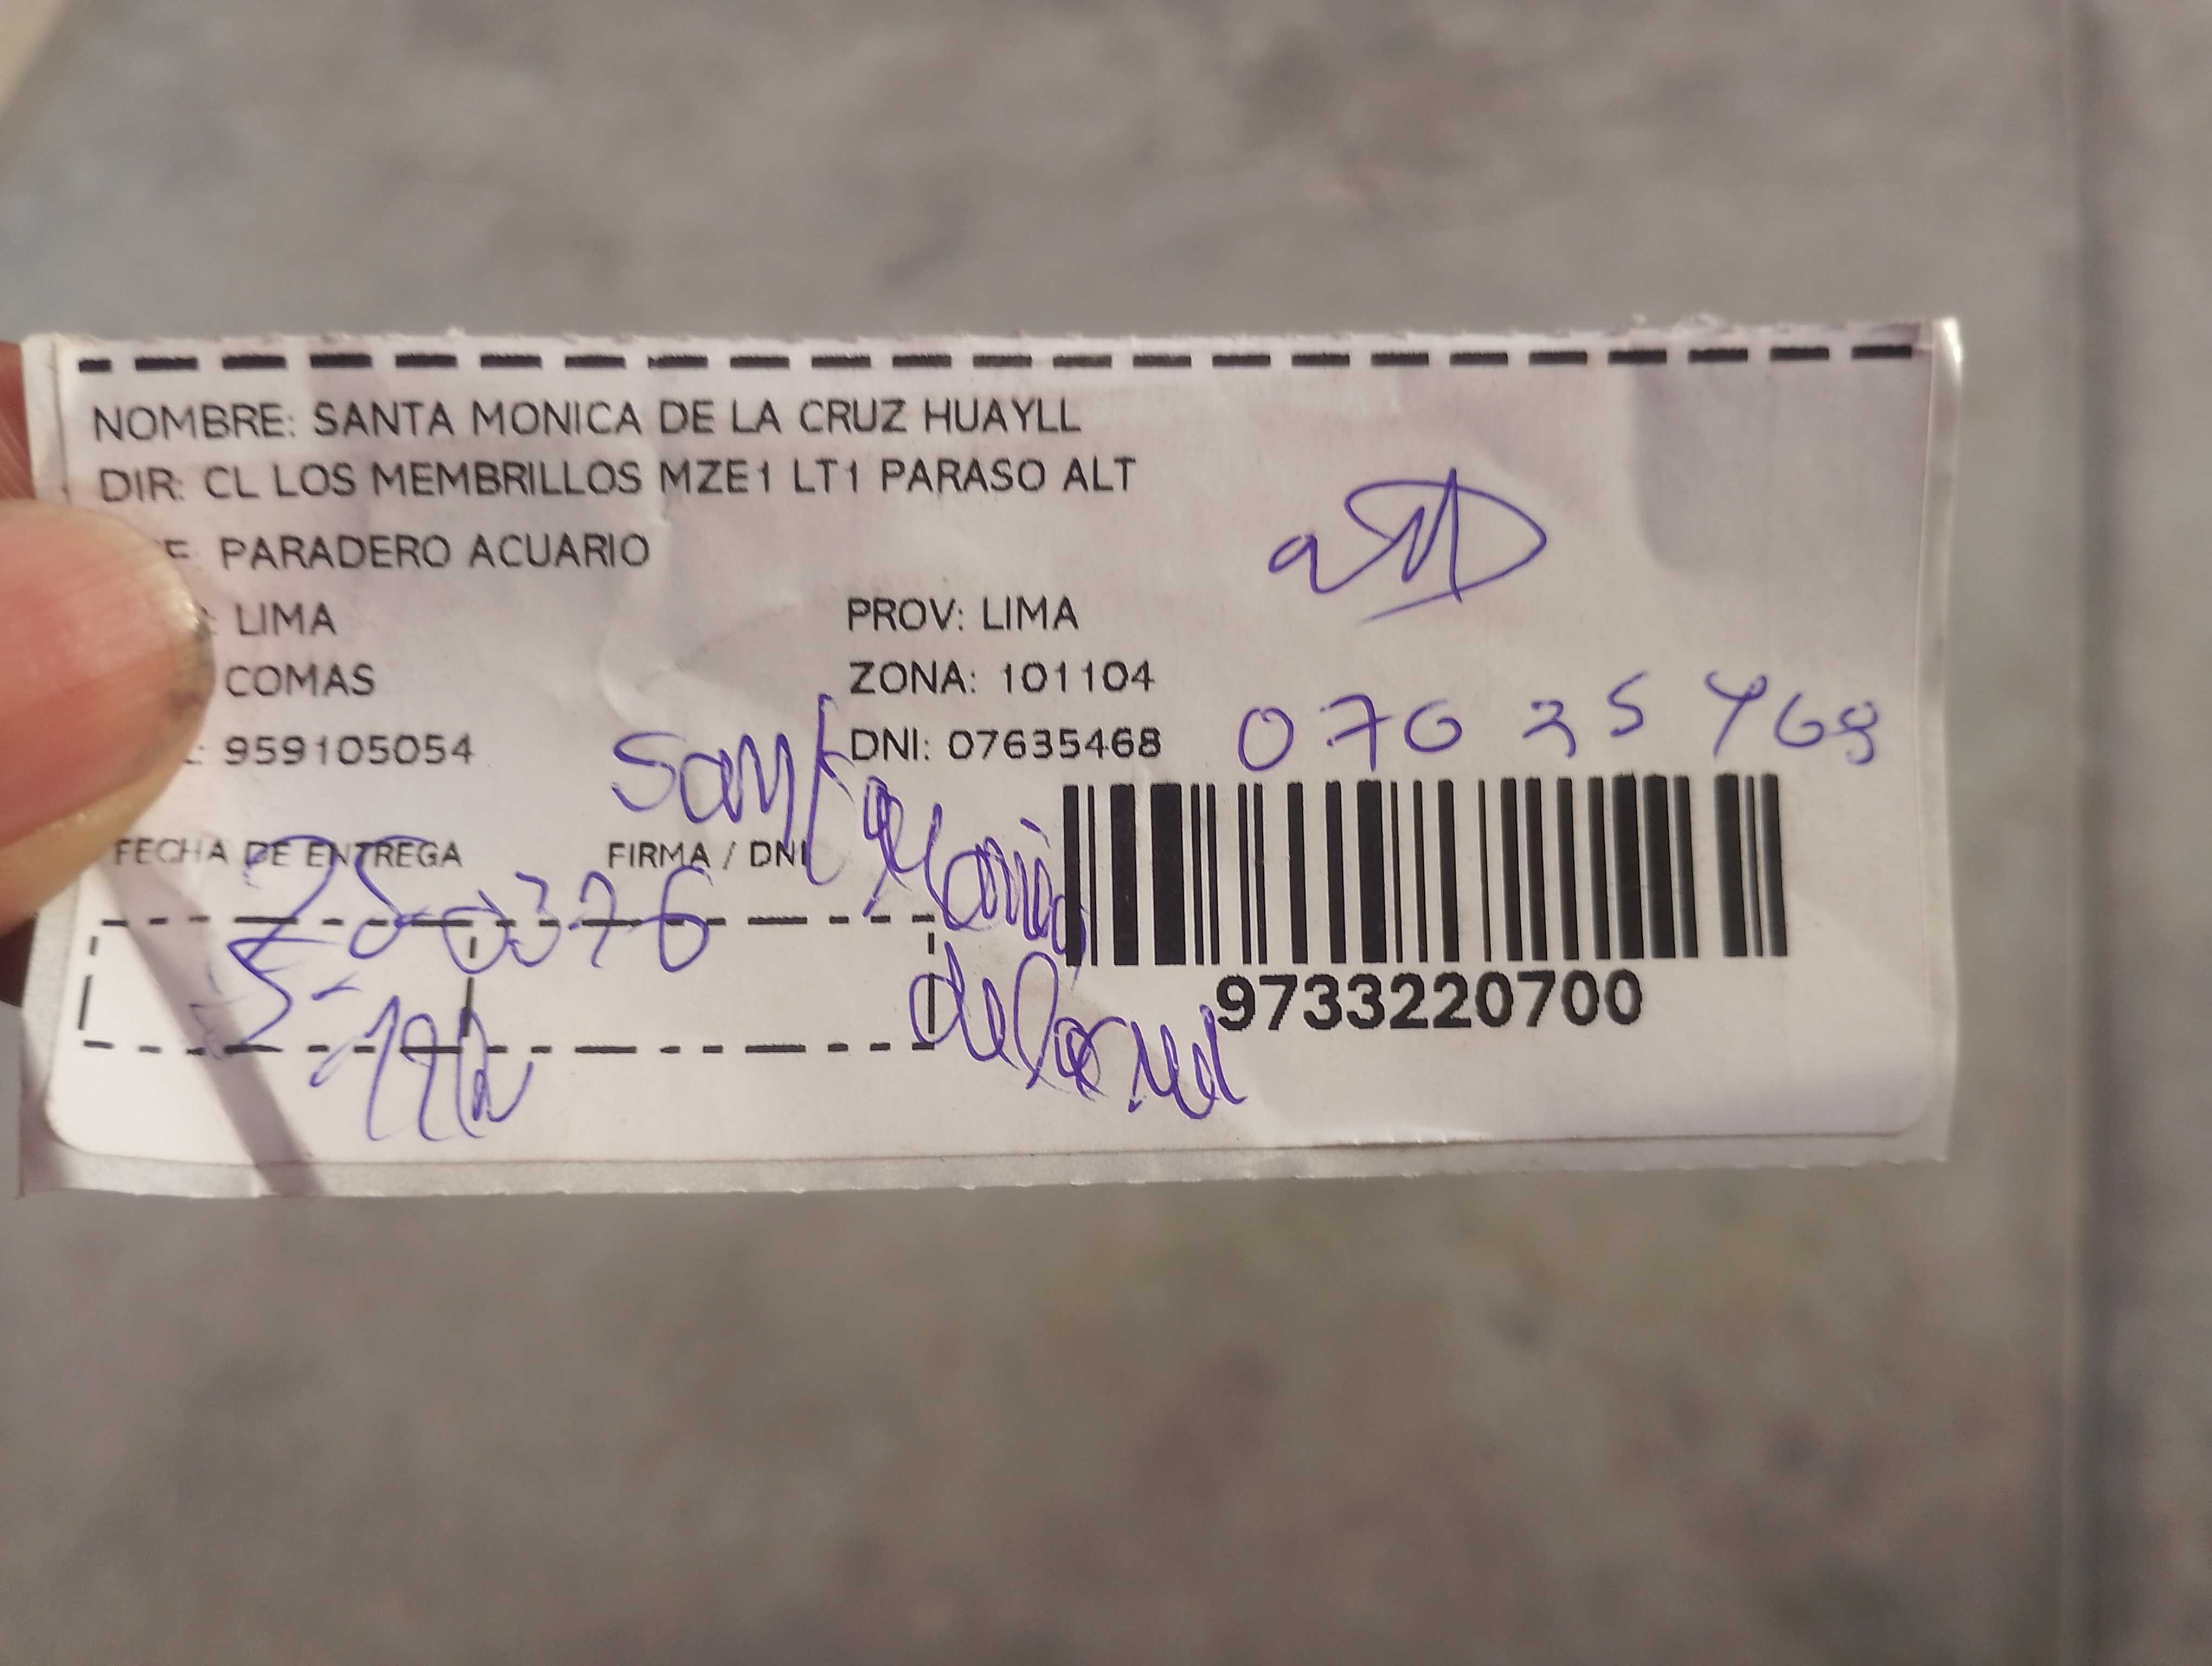 NOMBRE: SANTA MONICA DE LA CRUZ HUAYLL
DIR: CL LOS MEMBRILLOS MZE1 LT1 PARASO ALT
PARADERO ACUARIO
LIMA PROV: LIMA
COMAS ZONA: 101104
959105054 DNI: 07635468
FECHA DE ENTREGA FIRMA / DNI
Santa
9733220700